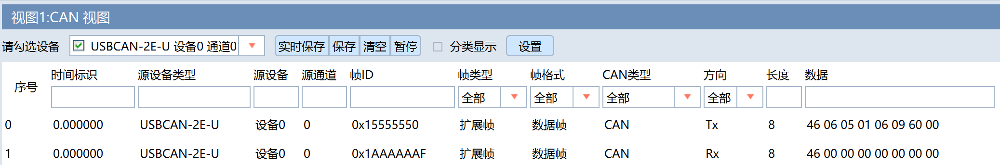 视图1:CAN 视图
请勾选设备 USBCAN-2E-U 设备0 通道0 实时保存 保存 清空 暂停 分类显示 设置
序号 时间标识 源设备类型 源设备 源通道 帧ID 帧类型 帧格式 CAN类型 方向 长度 数据
全部 全部 全部 全部
0 0.000000 USBCAN-2E-U 设备0 0 0x15555550 扩展帧 数据帧 CAN Tx 8 46 06 05 01 06 09 60 00
1 0.000000 USBCAN-2E-U 设备0 0 0x1AAAAAAF 扩展帧 数据帧 CAN Rx 8 46 00 00 00 00 00 00 00